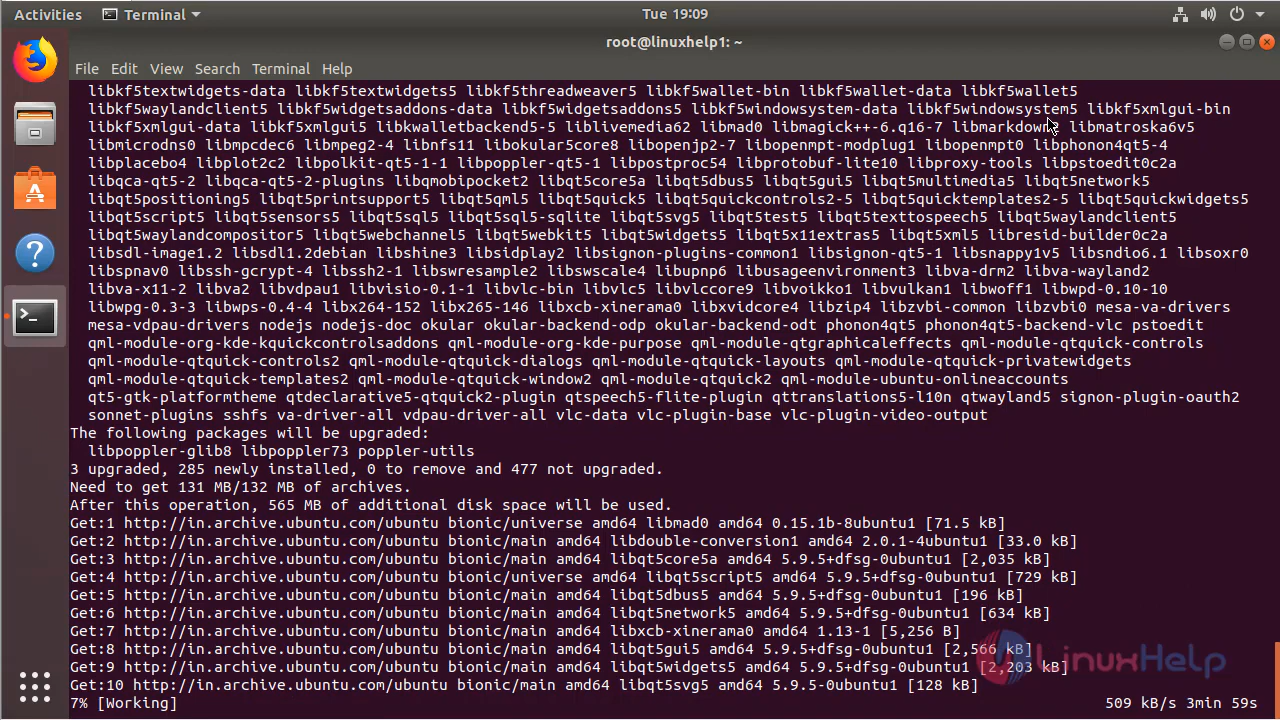 Activities Terminal Tue 19:09
root@linuxhelp1: ~
File Edit View Search Terminal Help
libkf5textwidgets-data libkf5textwidgets5 libkf5threadweaver5 libkf5wallet-bin libkf5wallet-data libkf5wallet5
libkf5waylandclient5 libkf5widgetsaddons-data libkf5widgetsaddons5 libkf5windowsystem-data libkf5windowsystem5 libkf5xmlgui-bin
libkf5xmlgui-data libkf5xmlgui5 libkwalletbackend5-5 liblivemedia62 libmad0 libmagick++-6.q16-7 libmarkdown2 libmatroska6v5
libmicrodns0 libmpcdec6 libmpeg2-4 libnfs11 libokular5core8 libopenjp2-7 libopenmpt-modplug1 libopenmpt0 libphonon4qt5-4
libplacebo4 libplot2c2 libpolkit-qt5-1-1 libpoppler-qt5-1 libpostproc54 libprotobuf-lite10 libproxy-tools libpstoedit0c2a
libqca-qt5-2 libqca-qt5-2-plugins libqmobipocket2 libqt5core5a libqt5dbus5 libqt5gui5 libqt5multimedia5 libqt5network5
libqt5positioning5 libqt5printsupport5 libqt5qml5 libqt5quick5 libqt5quickcontrols2-5 libqt5quicktemplates2-5 libqt5quickwidgets5
libqt5script5 libqt5sensors5 libqt5sql5 libqt5sql5-sqlite libqt5svg5 libqt5test5 libqt5texttospeech5 libqt5waylandclient5
libqt5waylandcompositor5 libqt5webchannel5 libqt5webkit5 libqt5widgets5 libqt5x11extras5 libqt5xml5 libresid-builder0c2a
libsdl-image1.2 libsdl1.2debian libshine3 libsidplay2 libsignon-plugins-common1 libsignon-qt5-1 libsnappy1v5 libsndio6.1 libsoxr0
libspnav0 libssh-gcrypt-4 libssh2-1 libswresample2 libswscale4 libupnp6 libusageenvironment3 libva-drm2 libva-wayland2
libva-x11-2 libva2 libvdpau1 libvisio-0.1-1 libvlc-bin libvlc5 libvlccore9 libvoikko1 libvulkan1 libwoff1 libwpd-0.10-10
libwpg-0.3-3 libwps-0.4-4 libx264-152 libx265-146 libxcb-xinerama0 libxvidcore4 libzip4 libzvbi-common libzvbi0 mesa-va-drivers
mesa-vdpau-drivers nodejs nodejs-doc okular okular-backend-odp okular-backend-odt phonon4qt5 phonon4qt5-backend-vlc pstoedit
qml-module-org-kde-kquickcontrolsaddons qml-module-org-kde-purpose qml-module-qtgraphicaleffects qml-module-qtquick-controls
qml-module-qtquick-controls2 qml-module-qtquick-dialogs qml-module-qtquick-layouts qml-module-qtquick-privatewidgets
qml-module-qtquick-templates2 qml-module-qtquick-window2 qml-module-qtquick2 qml-module-ubuntu-onlineaccounts
qt5-gtk-platformtheme qtdeclarative5-qtquick2-plugin qtspeech5-flite-plugin qttranslations5-l10n qtwayland5 signon-plugin-oauth2
sonnet-plugins sshfs va-driver-all vdpau-driver-all vlc-data vlc-plugin-base vlc-plugin-video-output
The following packages will be upgraded:
libpoppler-glib8 libpoppler73 poppler-utils
3 upgraded, 285 newly installed, 0 to remove and 477 not upgraded.
Need to get 131 MB/132 MB of archives.
After this operation, 565 MB of additional disk space will be used.
Get:1 http://in.archive.ubuntu.com/ubuntu bionic/universe amd64 libmad0 amd64 0.15.1b-8ubuntu1 [71.5 kB]
Get:2 http://in.archive.ubuntu.com/ubuntu bionic/main amd64 libdouble-conversion1 amd64 2.0.1-4ubuntu1 [33.0 kB]
Get:3 http://in.archive.ubuntu.com/ubuntu bionic/main amd64 libqt5core5a amd64 5.9.5+dfsg-0ubuntu1 [2,035 kB]
Get:4 http://in.archive.ubuntu.com/ubuntu bionic/universe amd64 libqt5script5 amd64 5.9.5+dfsg-0ubuntu1 [729 kB]
Get:5 http://in.archive.ubuntu.com/ubuntu bionic/main amd64 libqt5dbus5 amd64 5.9.5+dfsg-0ubuntu1 [196 kB]
Get:6 http://in.archive.ubuntu.com/ubuntu bionic/main amd64 libqt5network5 amd64 5.9.5+dfsg-0ubuntu1 [634 kB]
Get:7 http://in.archive.ubuntu.com/ubuntu bionic/main amd64 libxcb-xinerama0 amd64 1.13-1 [5,256 B]
Get:8 http://in.archive.ubuntu.com/ubuntu bionic/main amd64 libqt5gui5 amd64 5.9.5+dfsg-0ubuntu1 [2,566 kB]
Get:9 http://in.archive.ubuntu.com/ubuntu bionic/main amd64 libqt5widgets5 amd64 5.9.5+dfsg-0ubuntu1 [2,203 kB]
LinuxHelp
Get:10 http://in.archive.ubuntu.com/ubuntu bionic/main amd64 libqt5svg5 amd64 5.9.5-0ubuntu1 [128 kB]
7% [Working] 509 kB/s 3min 59s